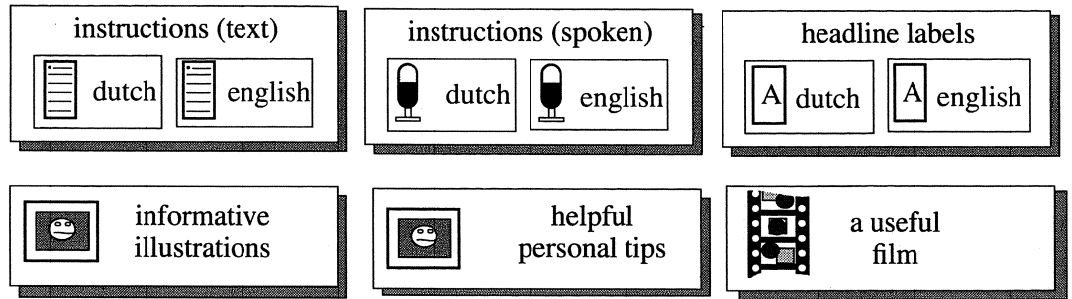 instructions (text)
dutch
english
instructions (spoken)
dutch
english
headline labels
A
dutch
A
english
informative
illustrations
helpful
personal tips
a useful
film